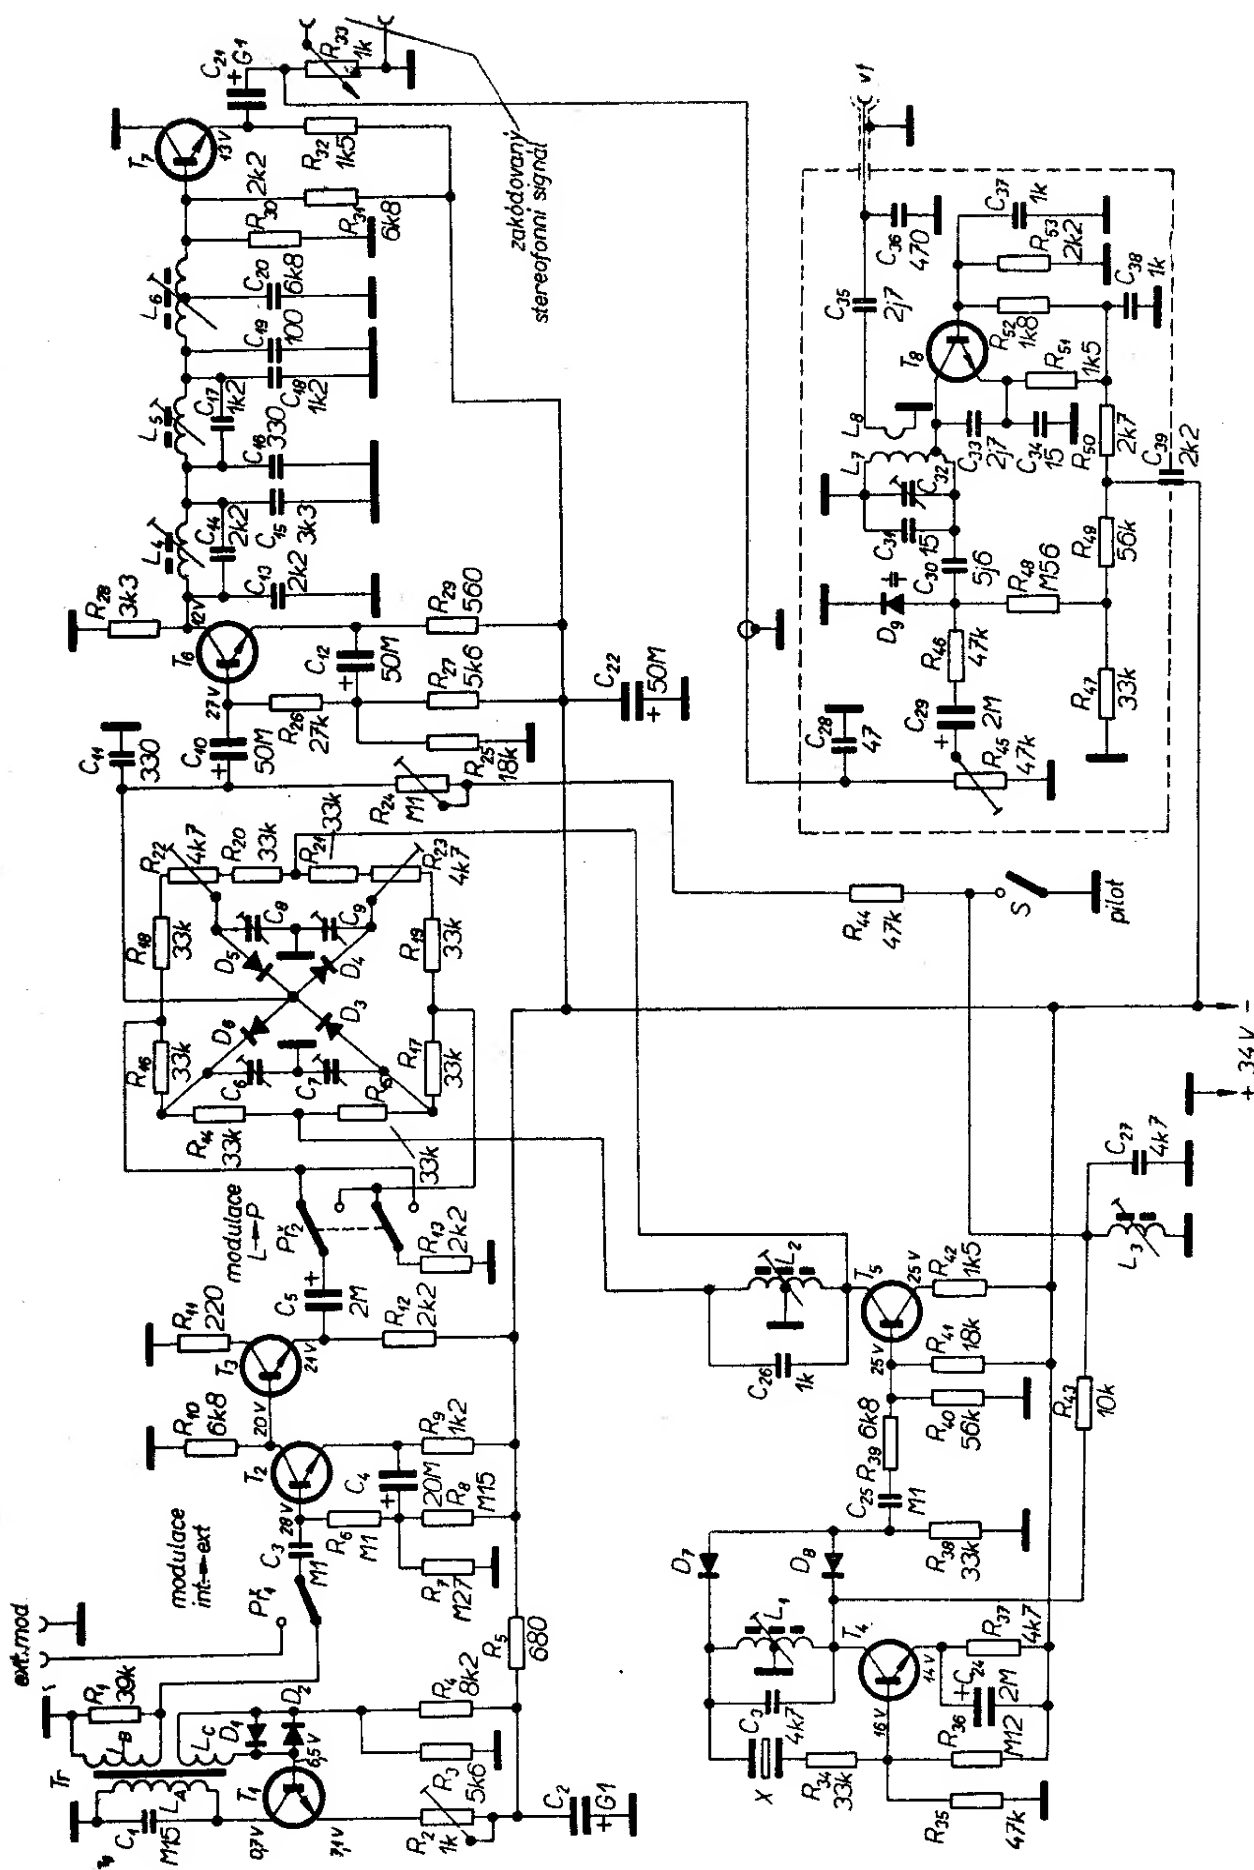 ext.mod
modulace
int.→ext
Př1
Tr
C1
M15
LA
LB
LC
R1
39k
D1
D2
T1
0,7V
7,1V
6,5V
R2
1k
R3
5k6
R4
8k2
C2
G1
R5
680
C3
M1
28V
R6
M1
R7
M27
R8
M15
C4
20M
R9
1k2
R10
6k8
T2
20V
R11
220
T3
21V
R12
2k2
C5
2M
modulace
L→P
Př2
R13
2k2
R14
33k
R15
33k
R16
33k
R17
33k
C6
C7
D6
D3
D5
D4
C8
C9
R18
33k
R19
33k
R20
33k
R21
33k
R22
4k7
R23
4k7
C11
330
C10
50M
27V
R24
M1
R25
18k
R26
27k
R27
5k6
T6
12V
R28
3k3
C12
50M
R29
560
C22
50M
L4
C13
2k2
C14
2k2
C15
3k3
C16
330
L5
C17
1k2
C18
1k2
C19
100
C20
6k8
L6
R30
2k2
R31
6k8
T7
13V
R32
1k5
C21
G1
R33
1k
zakódovaný
stereofonní signál
vf
C35
2j7
C36
470
C37
1k
R53
2k2
C38
1k
R52
1k8
R51
1k5
T8
L8
L7
C33
2j7
C34
15
R50
2k7
C39
2k2
C32
C31
15
C30
5j6
D9
R48
M56
R49
56k
R46
47k
R47
33k
C28
47
C29
2M
R45
47k
R44
47k
S
pilot
L2
C26
1k
T5
25V
25V
R42
1k5
R41
18k
R40
56k
R39
6k8
C25
M1
R38
33k
D7
D8
L1
T4
14V
16V
R37
4k7
C24
2M
R36
M12
R35
47k
R34
33k
X
C3
4k7
R43
10k
L3
C27
4k7
+ 34V -